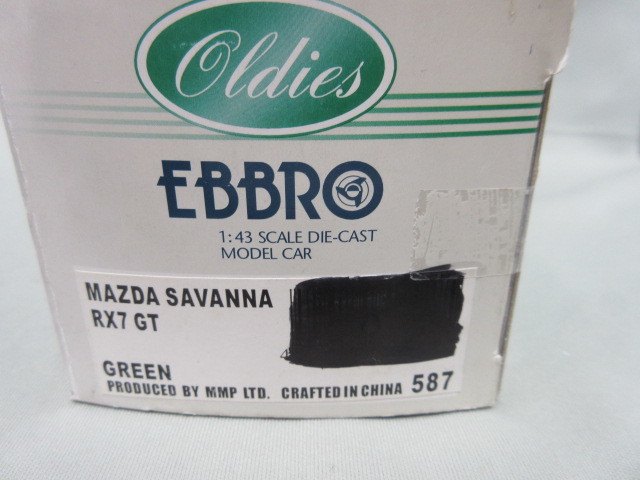 Oldies
EBBRO
1:43 SCALE DIE-CAST
MODEL CAR
MAZDA SAVANNA
RX7 GT
GREEN
PRODUCED BY MMP LTD. CRAFTED IN CHINA 587